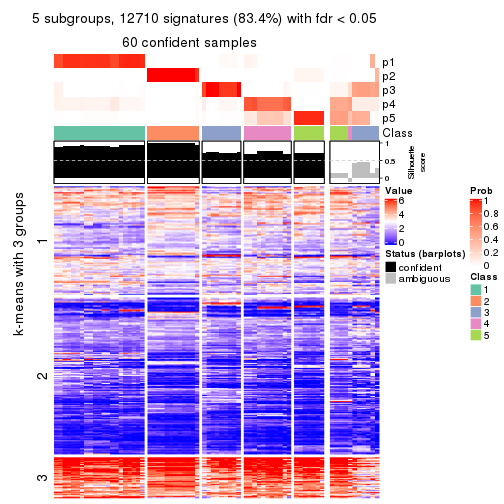 5 subgroups, 12710 signatures (83.4%) with fdr < 0.05
60 confident samples
p1
p2
p3
p4
p5
Class
1
0.5
0
Silhouette
score
k-means with 3 groups
1
2
3
Value
6
4
2
0
Status (barplots)
confident
ambiguous
Prob
1
0.8
0.6
0.4
0.2
0
Class
1
2
3
4
5